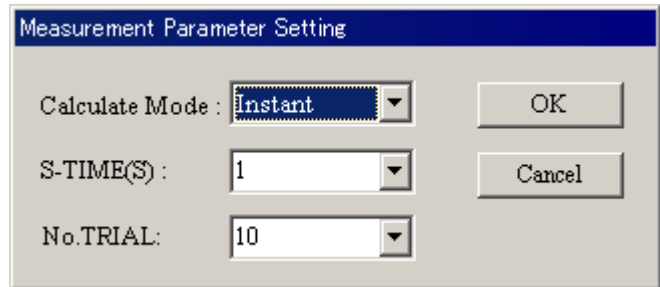 Measurement Parameter Setting
Calculate Mode : Instant
OK
S-TIME(S) : 1
Cancel
No.TRIAL: 10